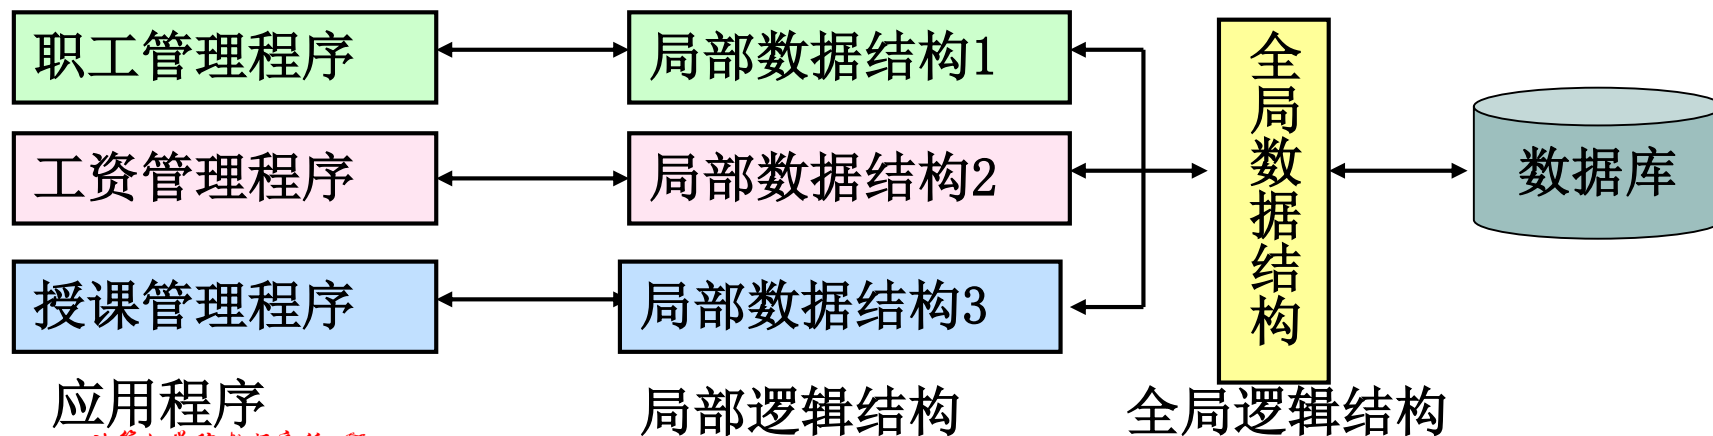 职工管理程序
局部数据结构1
全局数据结构
工资管理程序
局部数据结构2
数据库
授课管理程序
局部数据结构3
应用程序
局部逻辑结构
全局逻辑结构